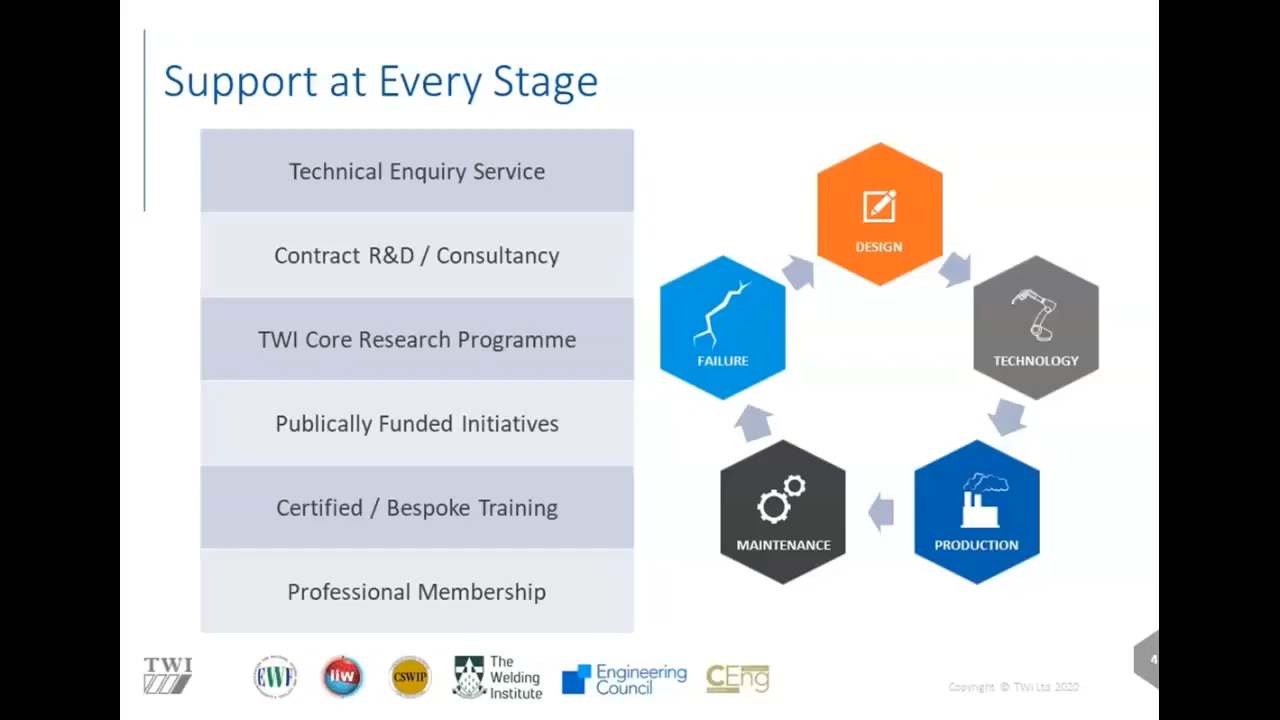 Support at Every Stage
Technical Enquiry Service
Contract R&D / Consultancy
TWI Core Research Programme
Publically Funded Initiatives
Certified / Bespoke Training
Professional Membership
DESIGN
TECHNOLOGY
PRODUCTION
MAINTENANCE
FAILURE
TWI
EWF
iiw
CSWIP
The
Welding
Institute
Engineering
Council
CEng
Copyright © TWI Ltd 2020
4